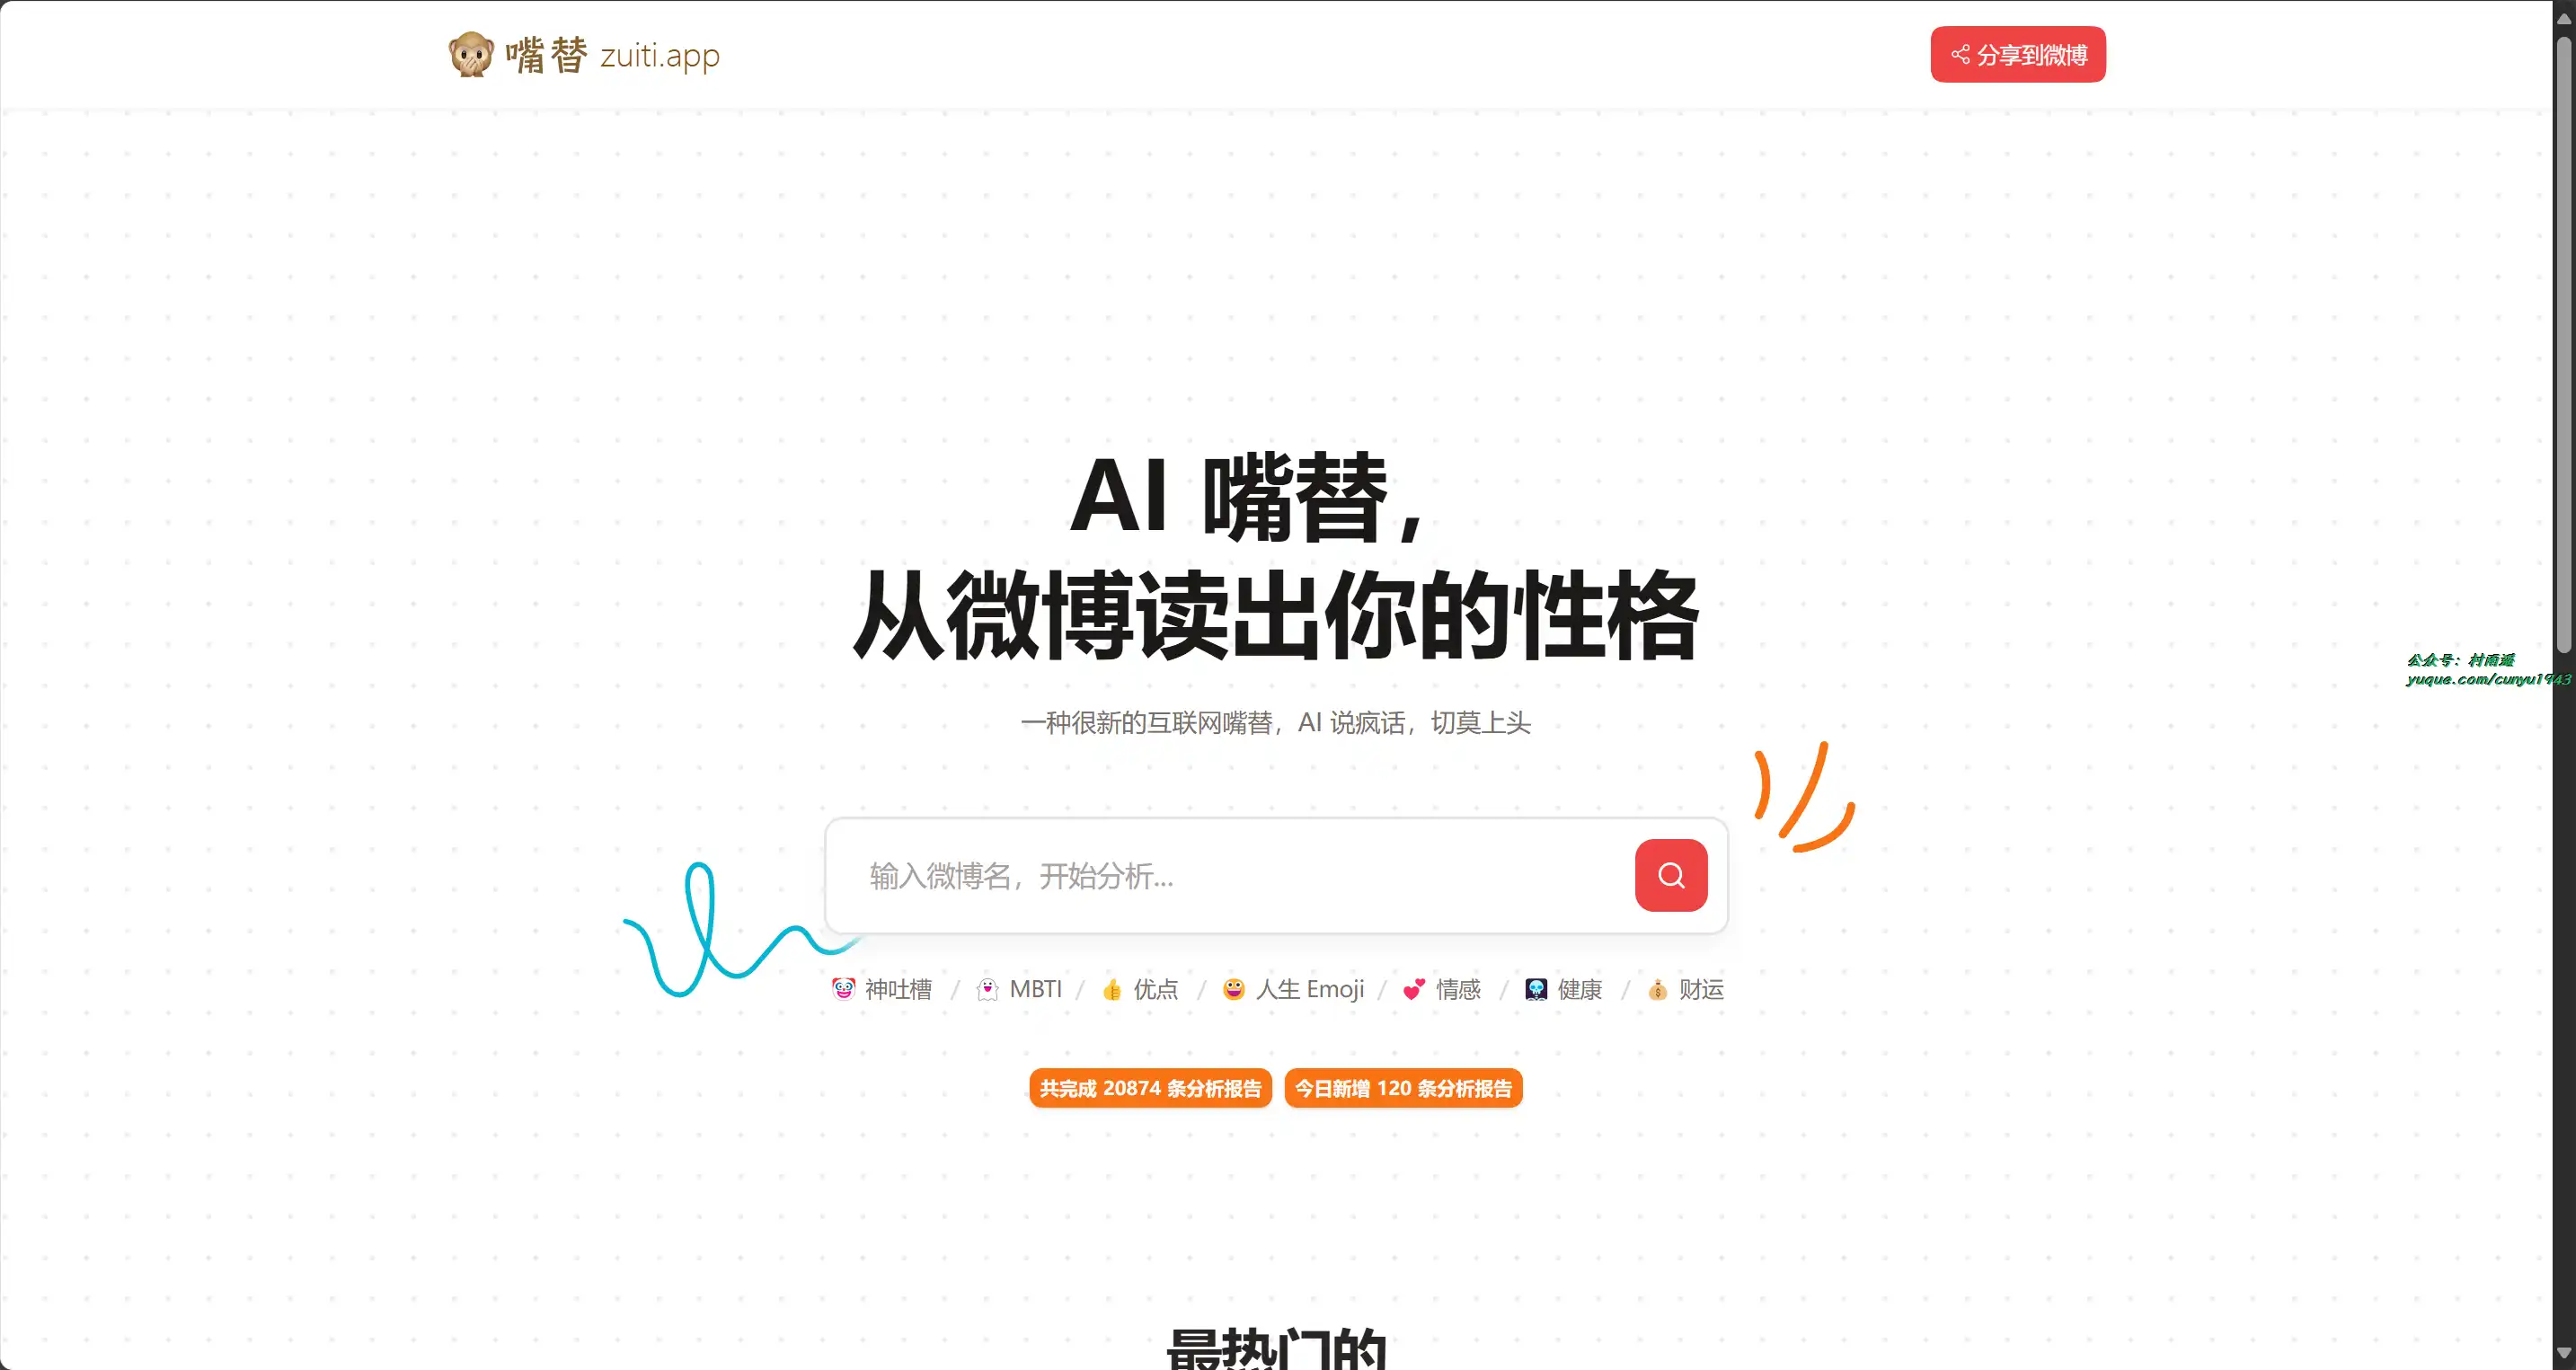 嘴替 zuiti.app
分享到微博
AI 嘴替，
从微博读出你的性格
一种很新的互联网嘴替，AI 说疯话，切莫上头
输入微博名，开始分析...
神吐槽 / MBTI / 优点 / 人生 Emoji / 情感 / 健康 / 财运
共完成 20874 条分析报告 今日新增 120 条分析报告
公众号：村雨遥
yuque.com/cunyu1943
最热门的